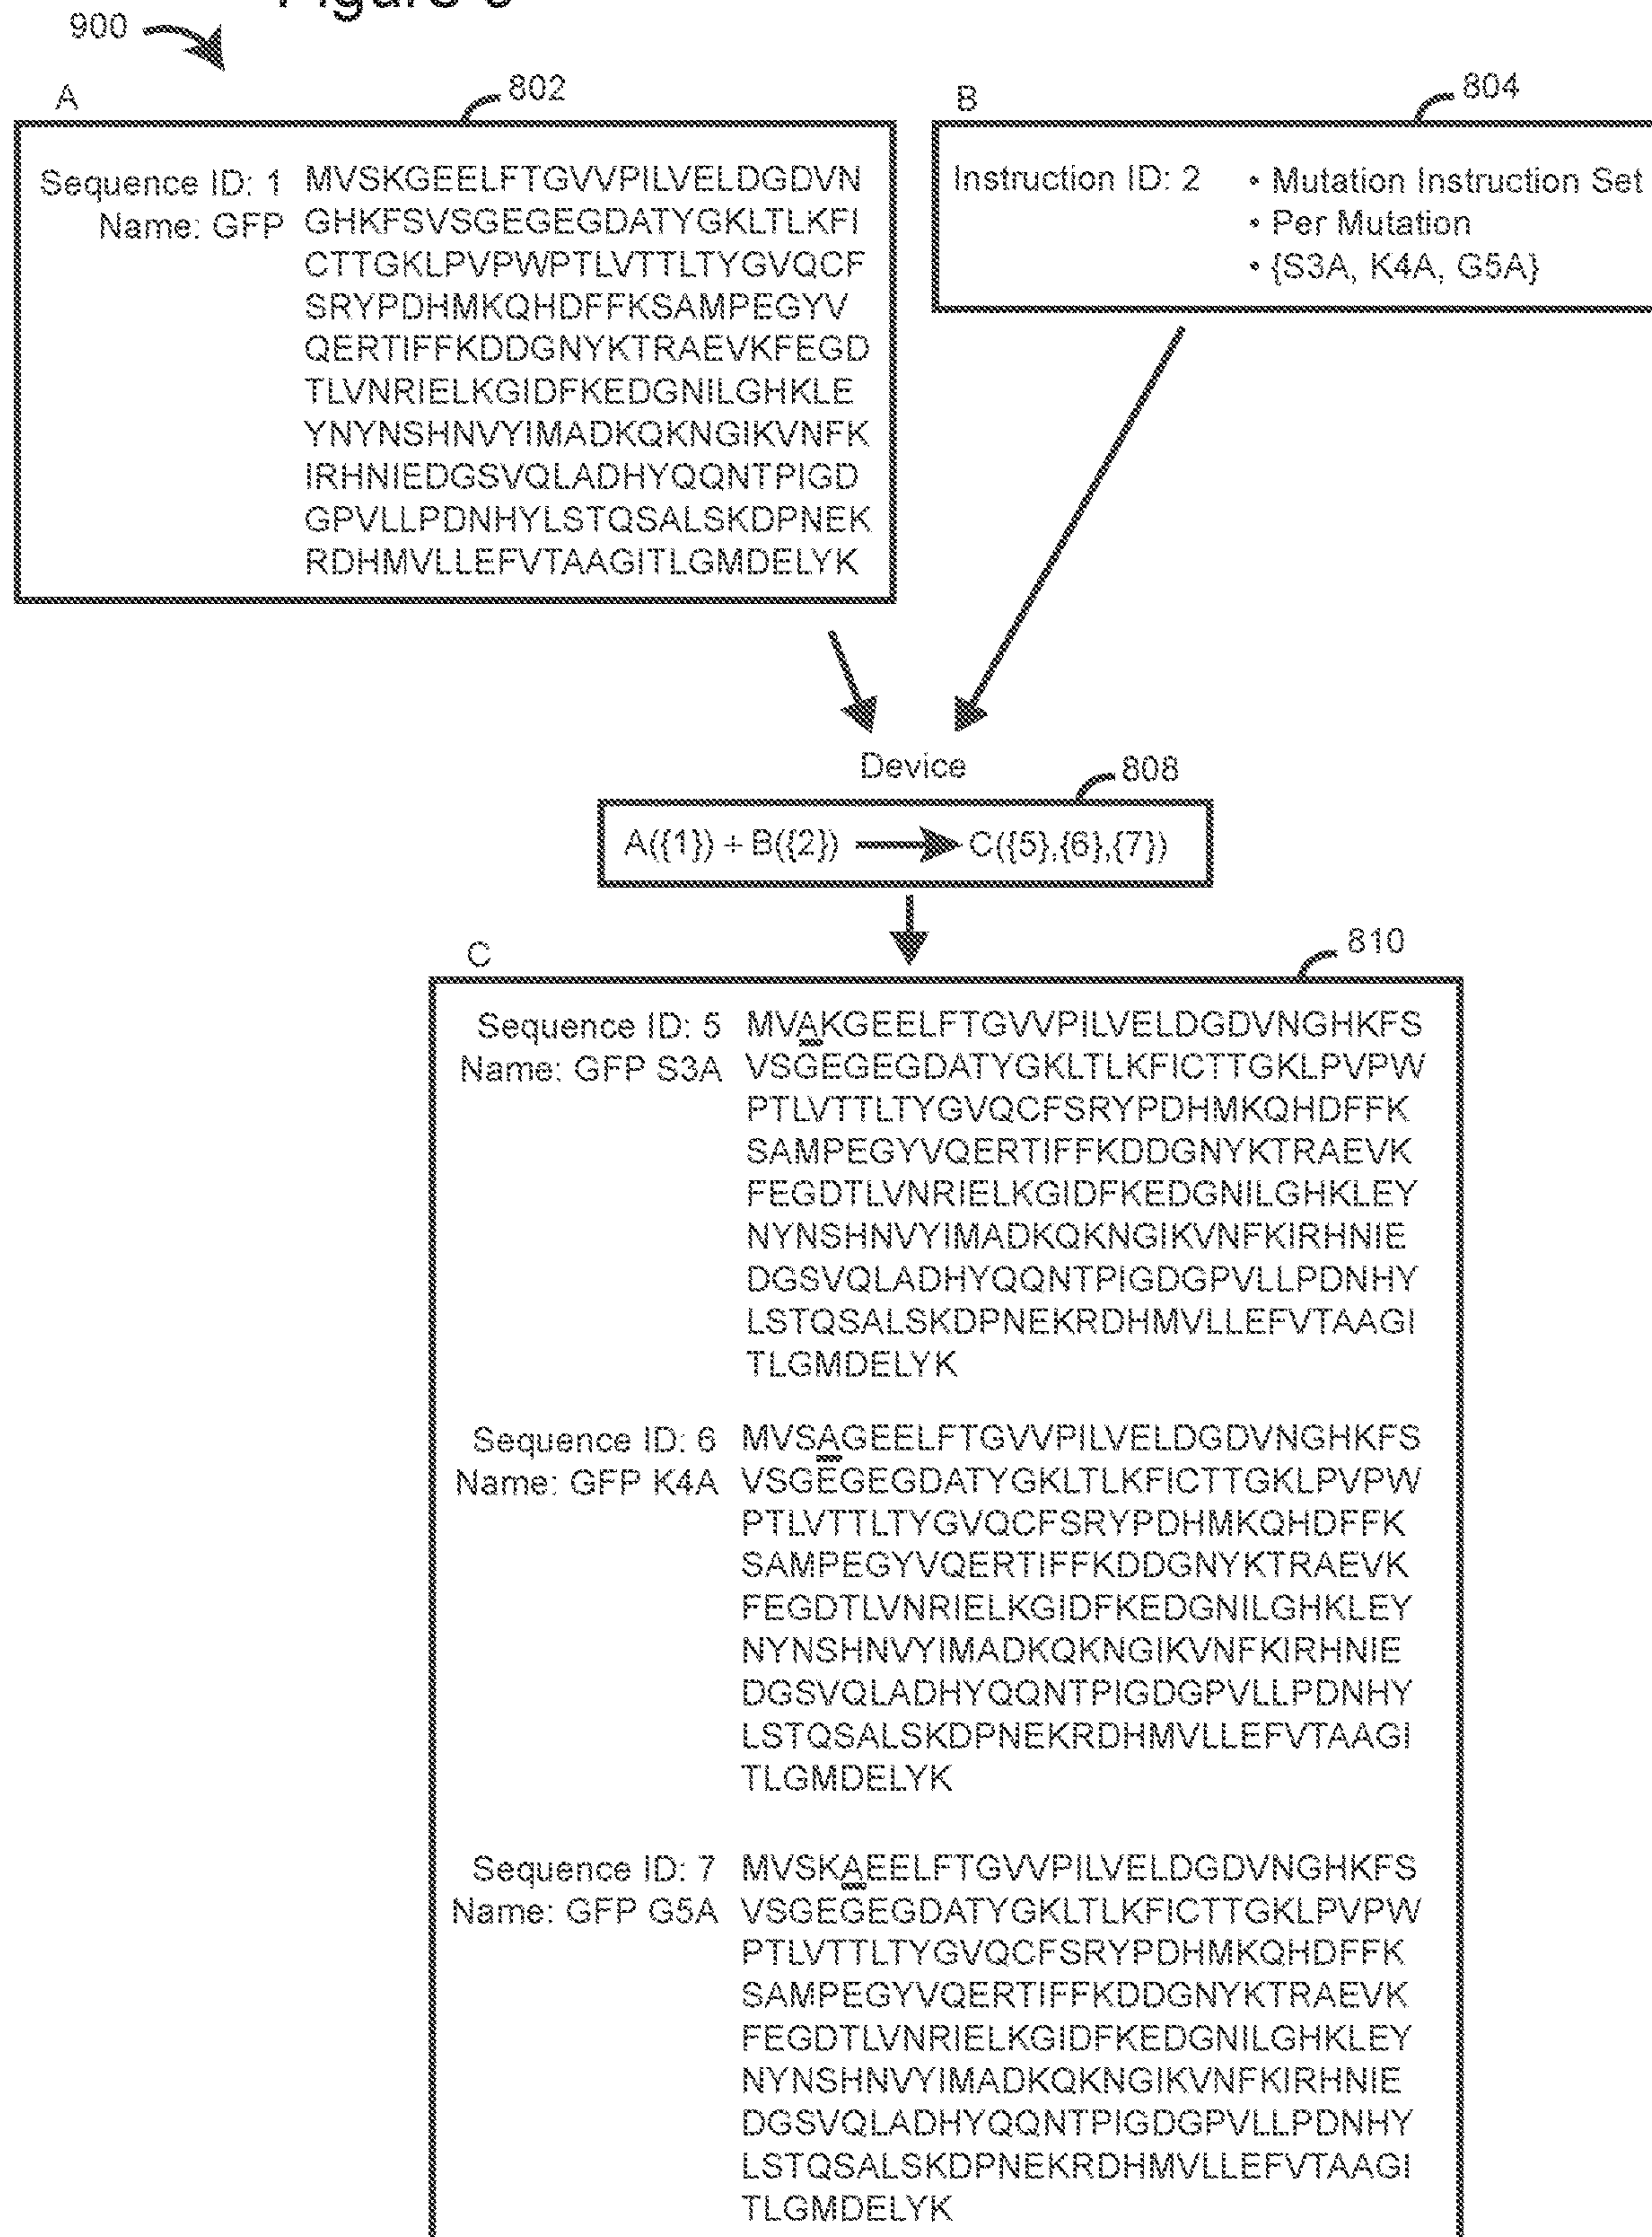 900
A
802
Sequence ID: 1 MVSKGEELFTGVVPILVELDGDVN
Name: GFP GHKFSVSGEGEGDATYGKLTLKFI
CTTGKLPVPWPTLVTTLTYGVQCF
SRYPDHMKQHDFFKSAMPEGYV
QERTIFFKDDGNYKTRAEVKFEGD
TLVNRIELKGIDFKEDGNILGHKLE
YNYNSHNVYIMADKQKNGIKVNFK
IRHNIEDGSVQLADHYQQNTPIGD
GPVLLPDNHYLSTQSALSKDPNEK
RDHMVLLEFVTAAGITLGMDELYK
B
804
Instruction ID: 2 • Mutation Instruction Set
• Per Mutation
• {S3A, K4A, G5A}
Device
808
A({1}) + B({2}) → C({5},{6},{7})
C
810
Sequence ID: 5 MVAKGEELFTGVVPILVELDGDVNGHKFS
Name: GFP S3A VSGEGEGDATYGKLTLKFICTTGKLPVPW
PTLVTTLTYGVQCFSRYPDHMKQHDFFK
SAMPEGYVQERTIFFKDDGNYKTRAEVK
FEGDTLVNRIELKGIDFKEDGNILGHKLEY
NYNSHNVYIMADKQKNGIKVNFKIRHNIE
DGSVQLADHYQQNTPIGDGPVLLPDNHY
LSTQSALSKDPNEKRDHMVLLEFVTAAGI
TLGMDELYK
Sequence ID: 6 MVSAGEELFTGVVPILVELDGDVNGHKFS
Name: GFP K4A VSGEGEGDATYGKLTLKFICTTGKLPVPW
PTLVTTLTYGVQCFSRYPDHMKQHDFFK
SAMPEGYVQERTIFFKDDGNYKTRAEVK
FEGDTLVNRIELKGIDFKEDGNILGHKLEY
NYNSHNVYIMADKQKNGIKVNFKIRHNIE
DGSVQLADHYQQNTPIGDGPVLLPDNHY
LSTQSALSKDPNEKRDHMVLLEFVTAAGI
TLGMDELYK
Sequence ID: 7 MVSKAEELFTGVVPILVELDGDVNGHKFS
Name: GFP G5A VSGEGEGDATYGKLTLKFICTTGKLPVPW
PTLVTTLTYGVQCFSRYPDHMKQHDFFK
SAMPEGYVQERTIFFKDDGNYKTRAEVK
FEGDTLVNRIELKGIDFKEDGNILGHKLEY
NYNSHNVYIMADKQKNGIKVNFKIRHNIE
DGSVQLADHYQQNTPIGDGPVLLPDNHY
LSTQSALSKDPNEKRDHMVLLEFVTAAGI
TLGMDELYK